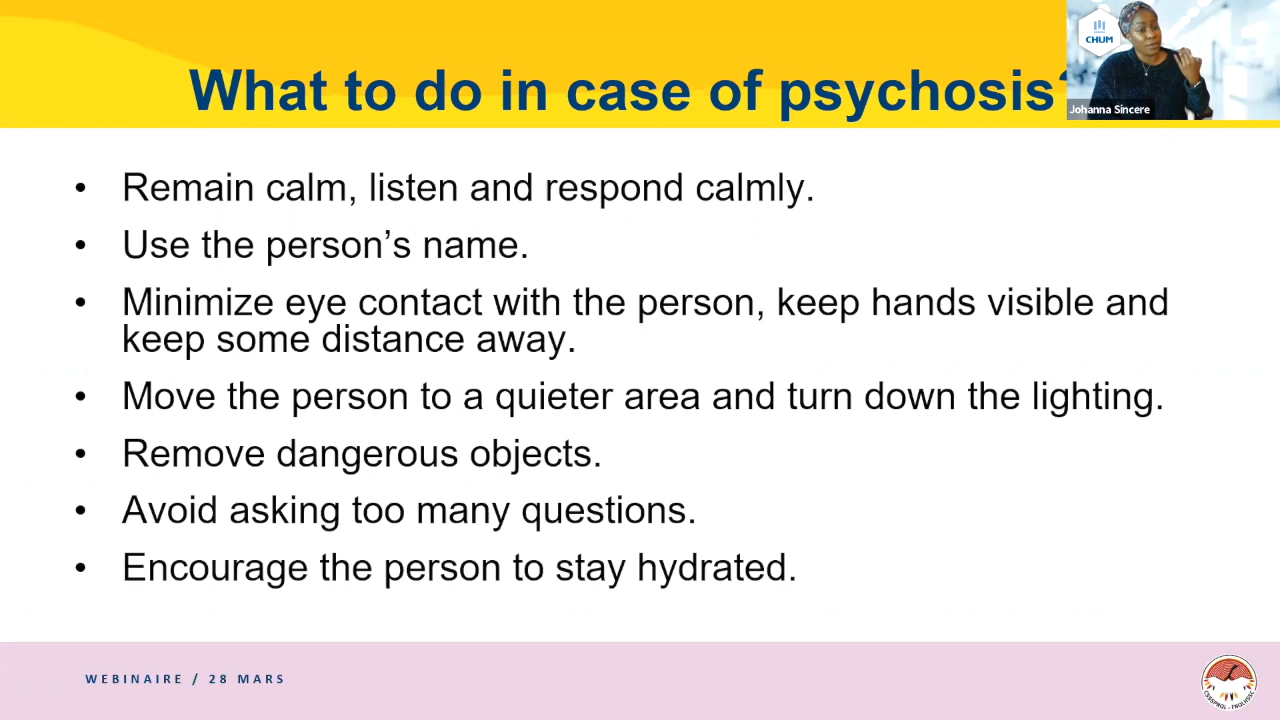 CHUM
Johanna Sincere
What to do in case of psychosis?
• Remain calm, listen and respond calmly.
• Use the person’s name.
• Minimize eye contact with the person, keep hands visible and
keep some distance away.
• Move the person to a quieter area and turn down the lighting.
• Remove dangerous objects.
• Avoid asking too many questions.
• Encourage the person to stay hydrated.
WEBINAIRE / 28 MARS
CSSSPNQL • FNQLHSSC